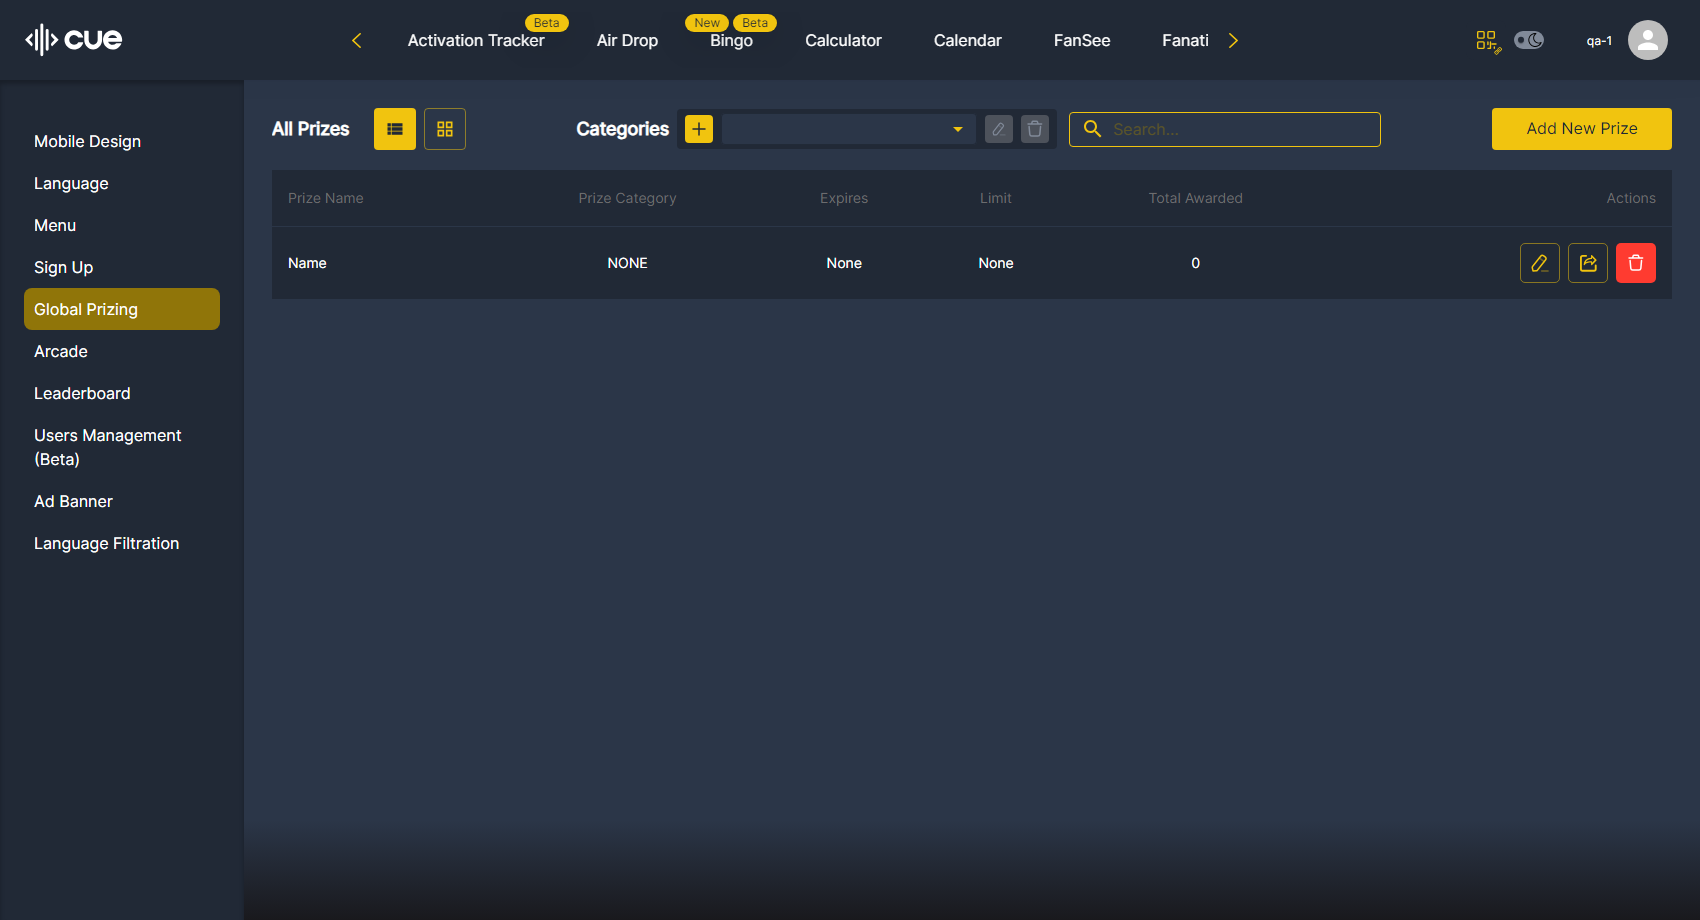 cue
Beta
New Beta
Activation Tracker Air Drop Bingo Calculator Calendar FanSee Fanati
qa-1
Mobile Design
Language
Menu
Sign Up
Global Prizing
Arcade
Leaderboard
Users Management
(Beta)
Ad Banner
Language Filtration
All Prizes
Categories
Search...
Add New Prize
Prize Name Prize Category Expires Limit Total Awarded Actions
Name NONE None None 0